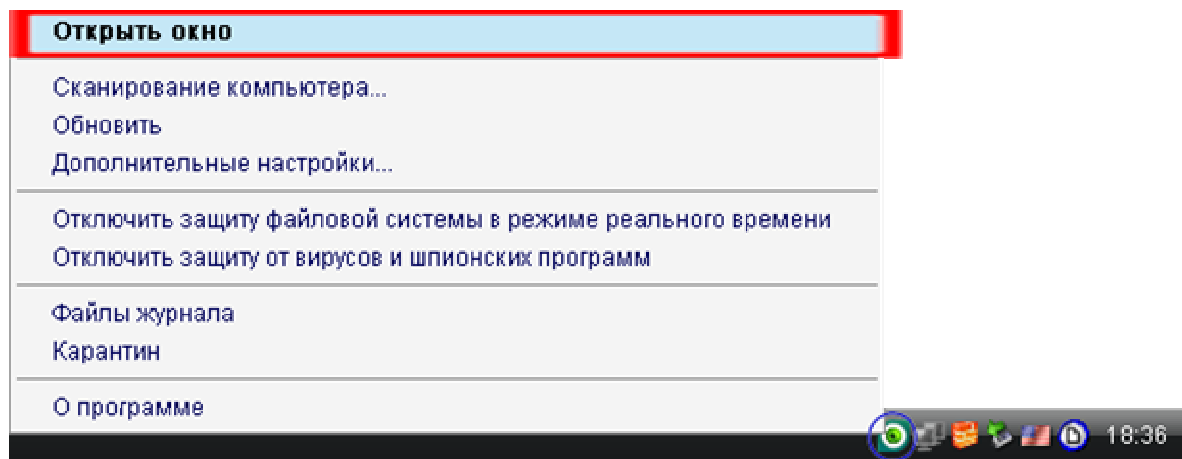 Открыть окно
Сканирование компьютера...
Обновить
Дополнительные настройки...
Отключить защиту файловой системы в режиме реального времени
Отключить защиту от вирусов и шпионских программ
Файлы журнала
Карантин
О программе
18:36